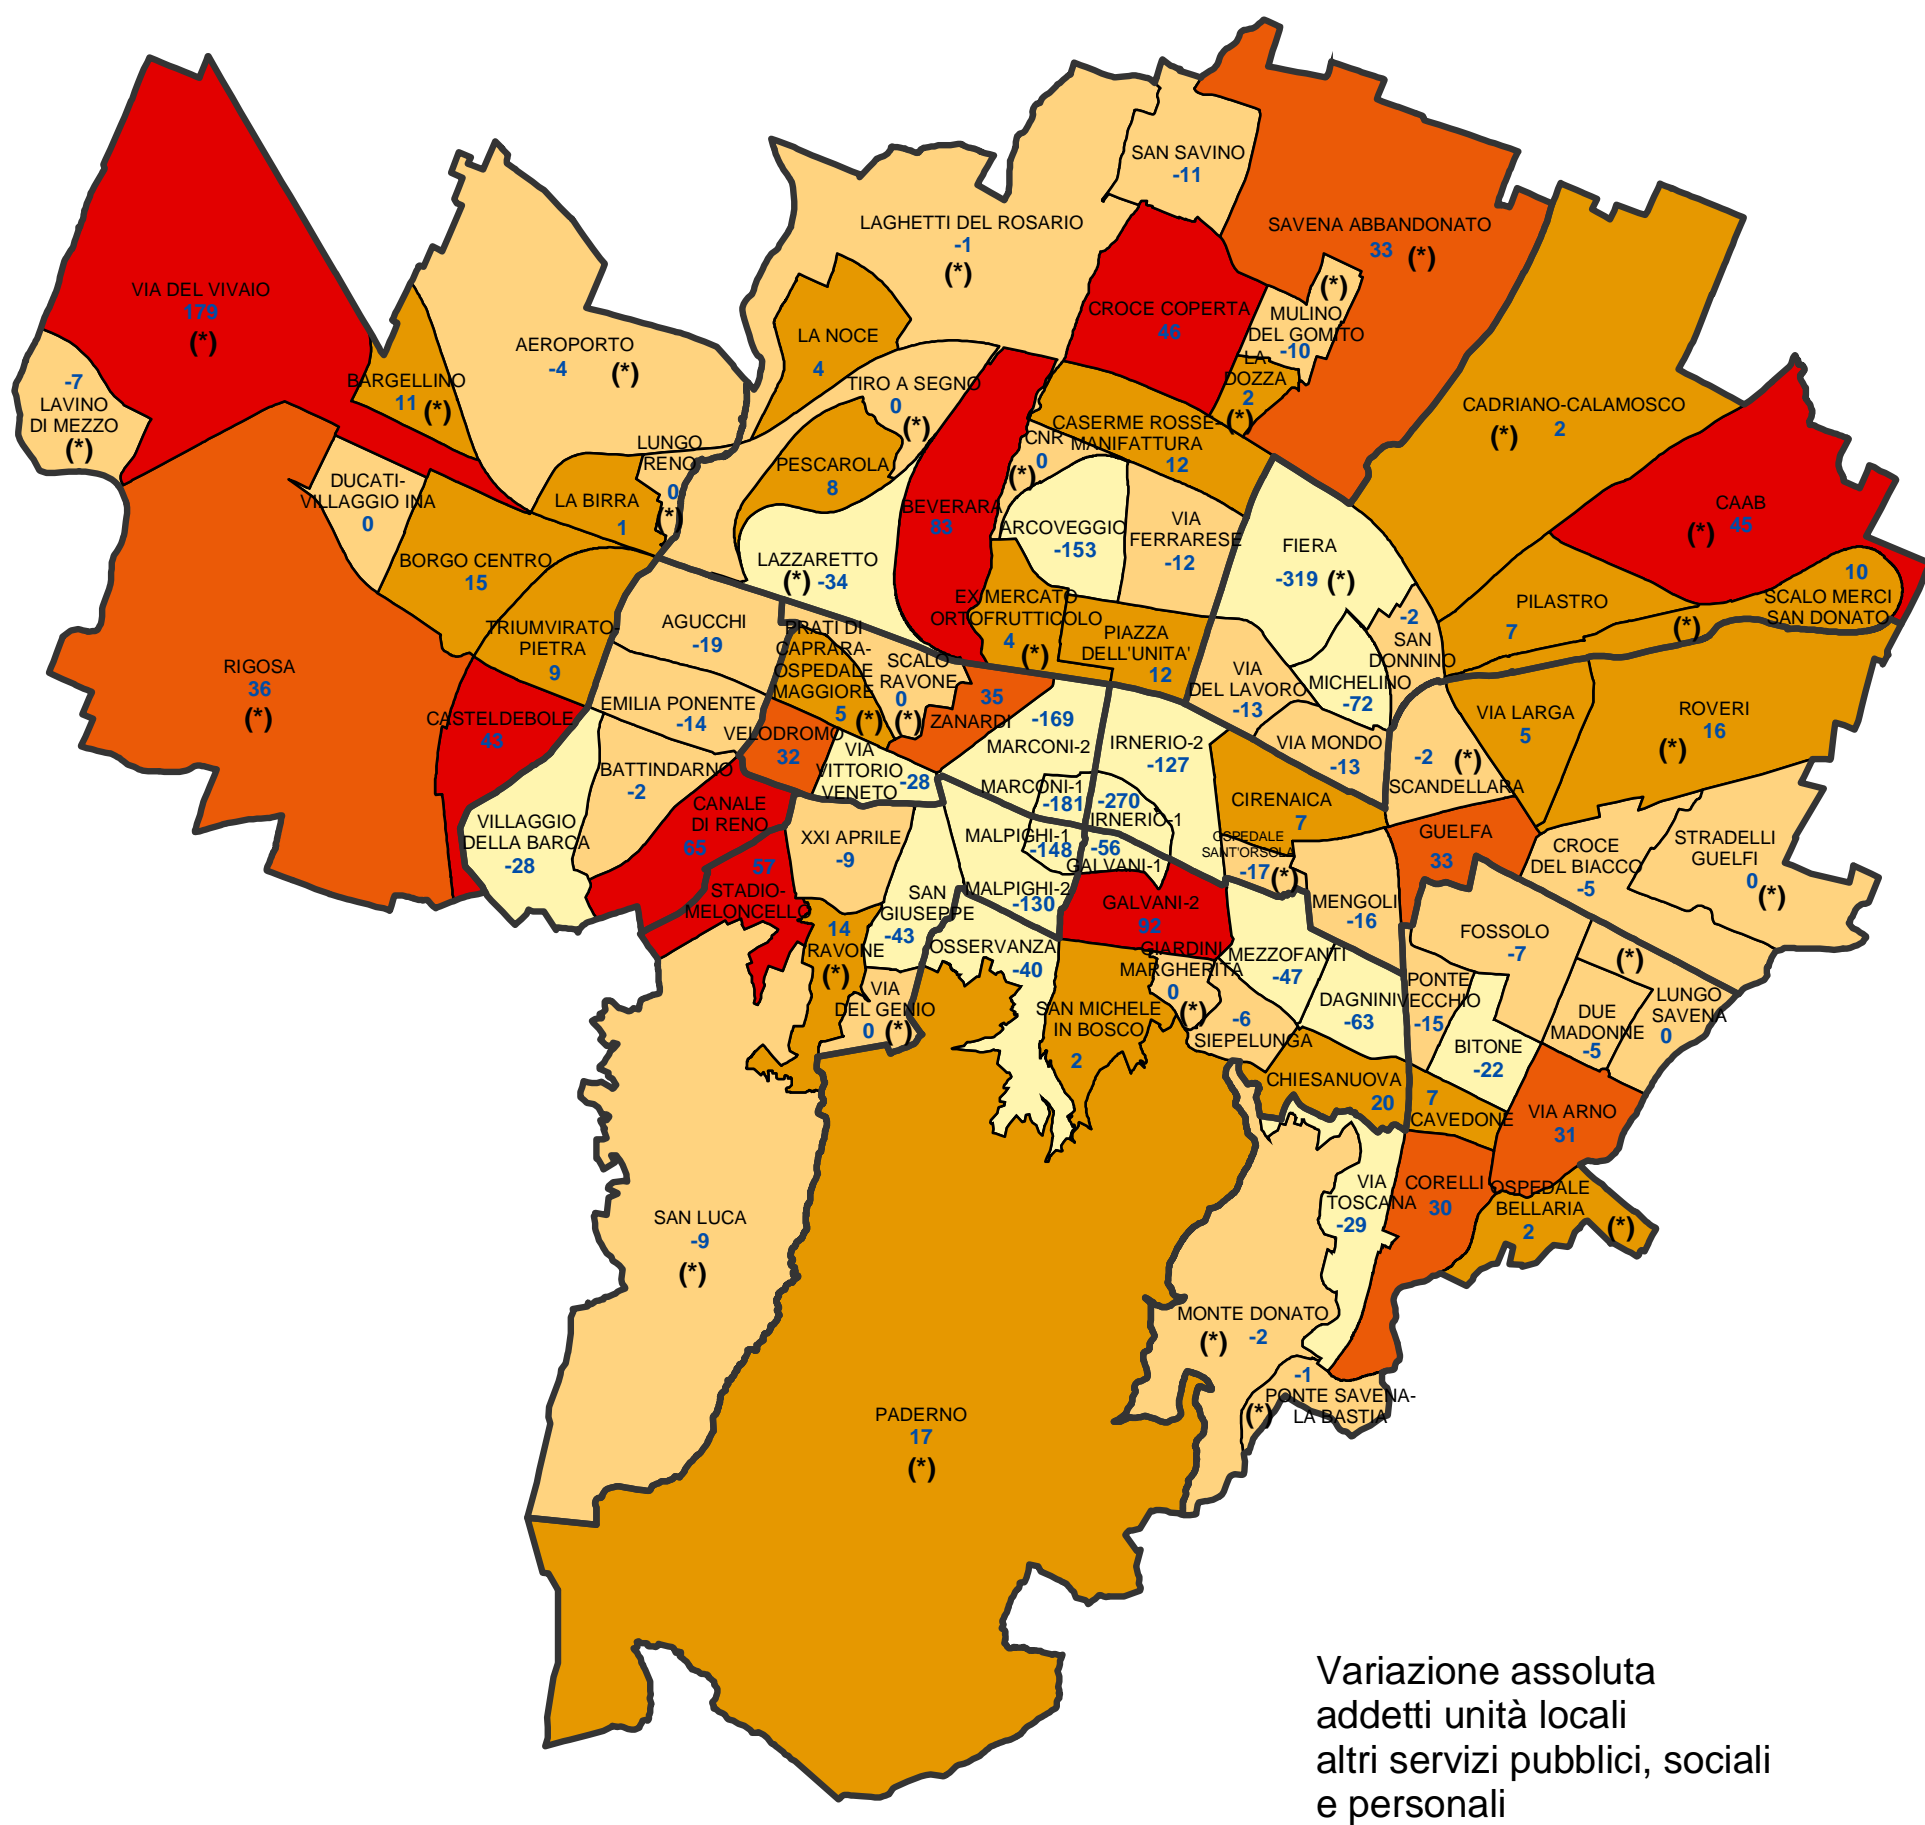 SAN SAVINO
-11
LAGHETTI DEL ROSARIO
-1
(*)
SAVENA ABBANDONATO
33 (*)
VIA DEL VIVAIO
179
(*)
CROCE COPERTA
46
(*)
MULINO
DEL GOMITO
-10
LA NOCE
4
AEROPORTO
-4 (*)
BARGELLINO
11 (*)
-7
LAVINO
DI MEZZO
(*)
TIRO A SEGNO
0
(*)
LA
DOZZA
2
(*)
CADRIANO-CALAMOSCO
(*) 2
CASERME ROSSE-
MANIFATTURA
12
CNR
0
(*)
LUNGO
RENO
0
(*)
PESCAROLA
8
DUCATI-
VILLAGGIO INA
0
LA BIRRA
1
BEVERARA
83
ARCOVEGGIO
-153
VIA
FERRARESE
-12
FIERA
-319 (*)
CAAB
(*) 45
BORGO CENTRO
15
LAZZARETTO
(*) -34
10
SCALO MERCI
SAN DONATO
(*)
PILASTRO
7
EX MERCATO
ORTOFRUTTICOLO
4 (*)
PIAZZA
DELL'UNITA'
12
-2
SAN
DONNINO
AGUCCHI
-19
TRIUMVIRATO-
PIETRA
9
PRATI DI
CAPRARA-
OSPEDALE
MAGGIORE
5 (*)
SCALO
RAVONE
0
(*)
RIGOSA
36
(*)
VIA
DEL LAVORO
-13
MICHELINO
-72
EMILIA PONENTE
-14
35
ZANARDI
-169
MARCONI-2
IRNERIO-2
-127
VIA LARGA
5
ROVERI
(*) 16
CASTELDEBOLE
43
VELODROMO
32
VIA
VITTORIO
VENETO
-28
VIA MONDO
-13
-2 (*)
SCANDELLARA
BATTINDARNO
-2
MARCONI-1
-181
-270
IRNERIO-1
CIRENAICA
7
CANALE
DI RENO
65
VILLAGGIO
DELLA BARCA
-28
XXI APRILE
-9
MALPIGHI-1
-148
-56
GALVANI-1
OSPEDALE
SANT'ORSOLA
-17 (*)
GUELFA
33
CROCE
DEL BIACCO
-5
STRADELLI
GUELFI
0
(*)
57
STADIO-
MELONCELLO
SAN
GIUSEPPE
-43
MALPIGHI-2
-130
GALVANI-2
92
MENGOLI
-16
14
RAVONE
(*)
OSSERVANZA
-40
GIARDINI
MARGHERITA
0
(*)
MEZZOFANTI
-47
FOSSOLO
-7
(*)
VIA
DEL GENIO
0 (*)
SAN MICHELE
IN BOSCO
2
-6
SIEPELUNGA
DAGNINI
-63
PONTE
VECCHIO
-15
DUE
MADONNE
-5
LUNGO
SAVENA
0
BITONE
-22
CHIESANUOVA
20
7
CAVEDONE
VIA ARNO
31
VIA
TOSCANA
-29
CORELLI
30
OSPEDALE
BELLARIA
2 (*)
SAN LUCA
-9
(*)
MONTE DONATO
(*) -2
-1
PONTE SAVENA-
LA BASTIA
(*)
PADERNO
17
(*)
Variazione assoluta
addetti unità locali
altri servizi pubblici, sociali
e personali